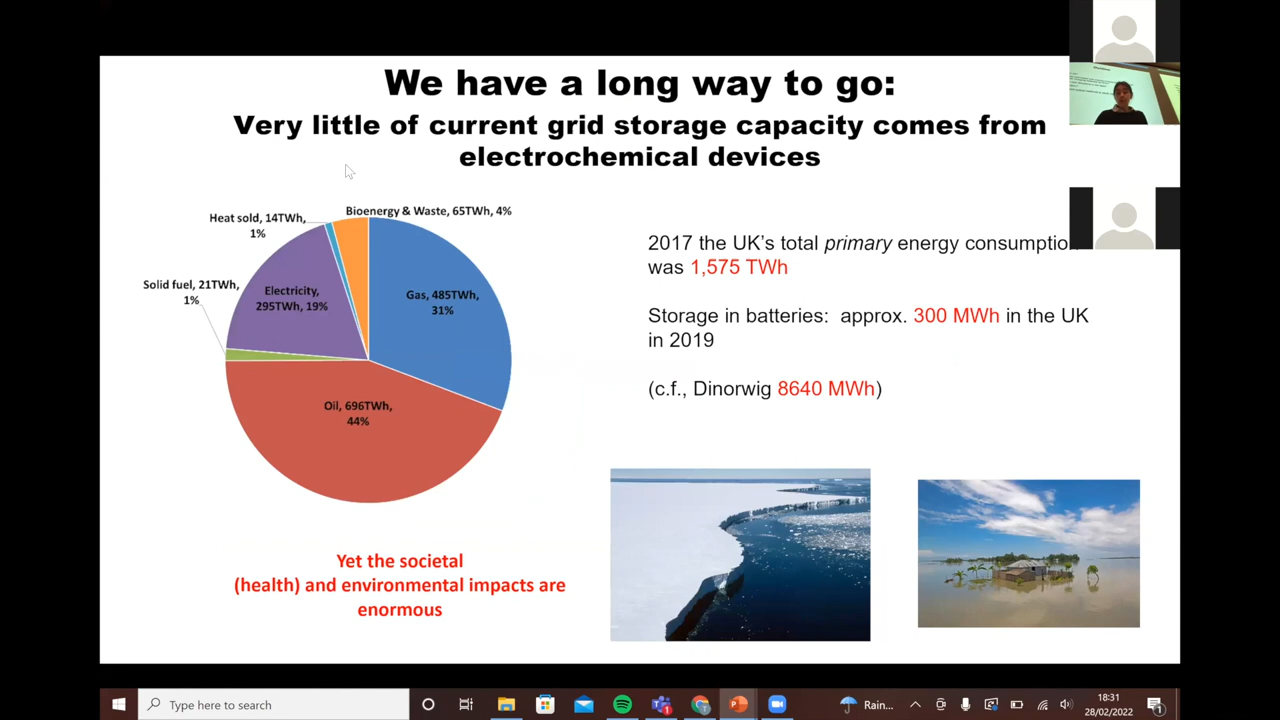 We have a long way to go:
Very little of current grid storage capacity comes from
electrochemical devices
Bioenergy & Waste, 65TWh, 4%
Heat sold, 14TWh,
1%
Solid fuel, 21TWh,
1%
Electricity,
295TWh, 19%
Gas, 485TWh,
31%
Oil, 696TWh,
44%
2017 the UK's total primary energy consumption
was 1,575 TWh
Storage in batteries: approx. 300 MWh in the UK
in 2019
(c.f., Dinorwig 8640 MWh)
Yet the societal
(health) and environmental impacts are
enormous
Type here to search
Rain...
18:31
28/02/2022